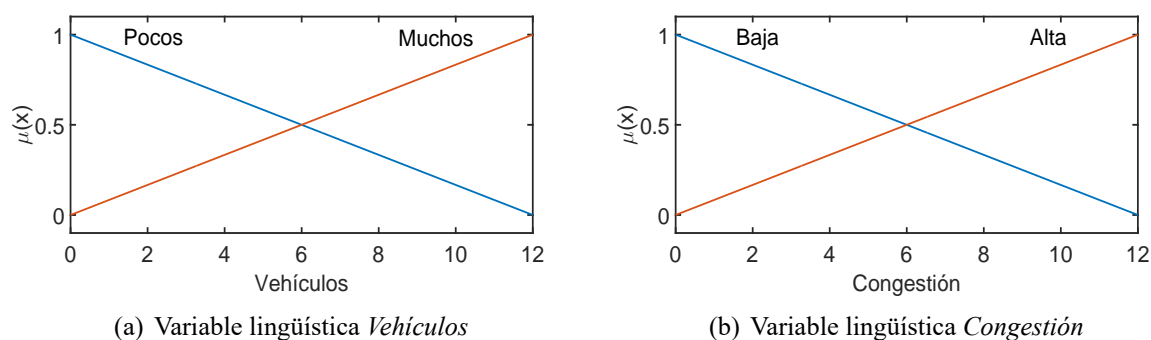 Pocos Muchos
1
0.5
0
μ(x)
0 2 4 6 8 10 12
Vehículos
(a) Variable lingüística Vehículos
Baja Alta
1
0.5
0
μ(x)
0 2 4 6 8 10 12
Congestión
(b) Variable lingüística Congestión